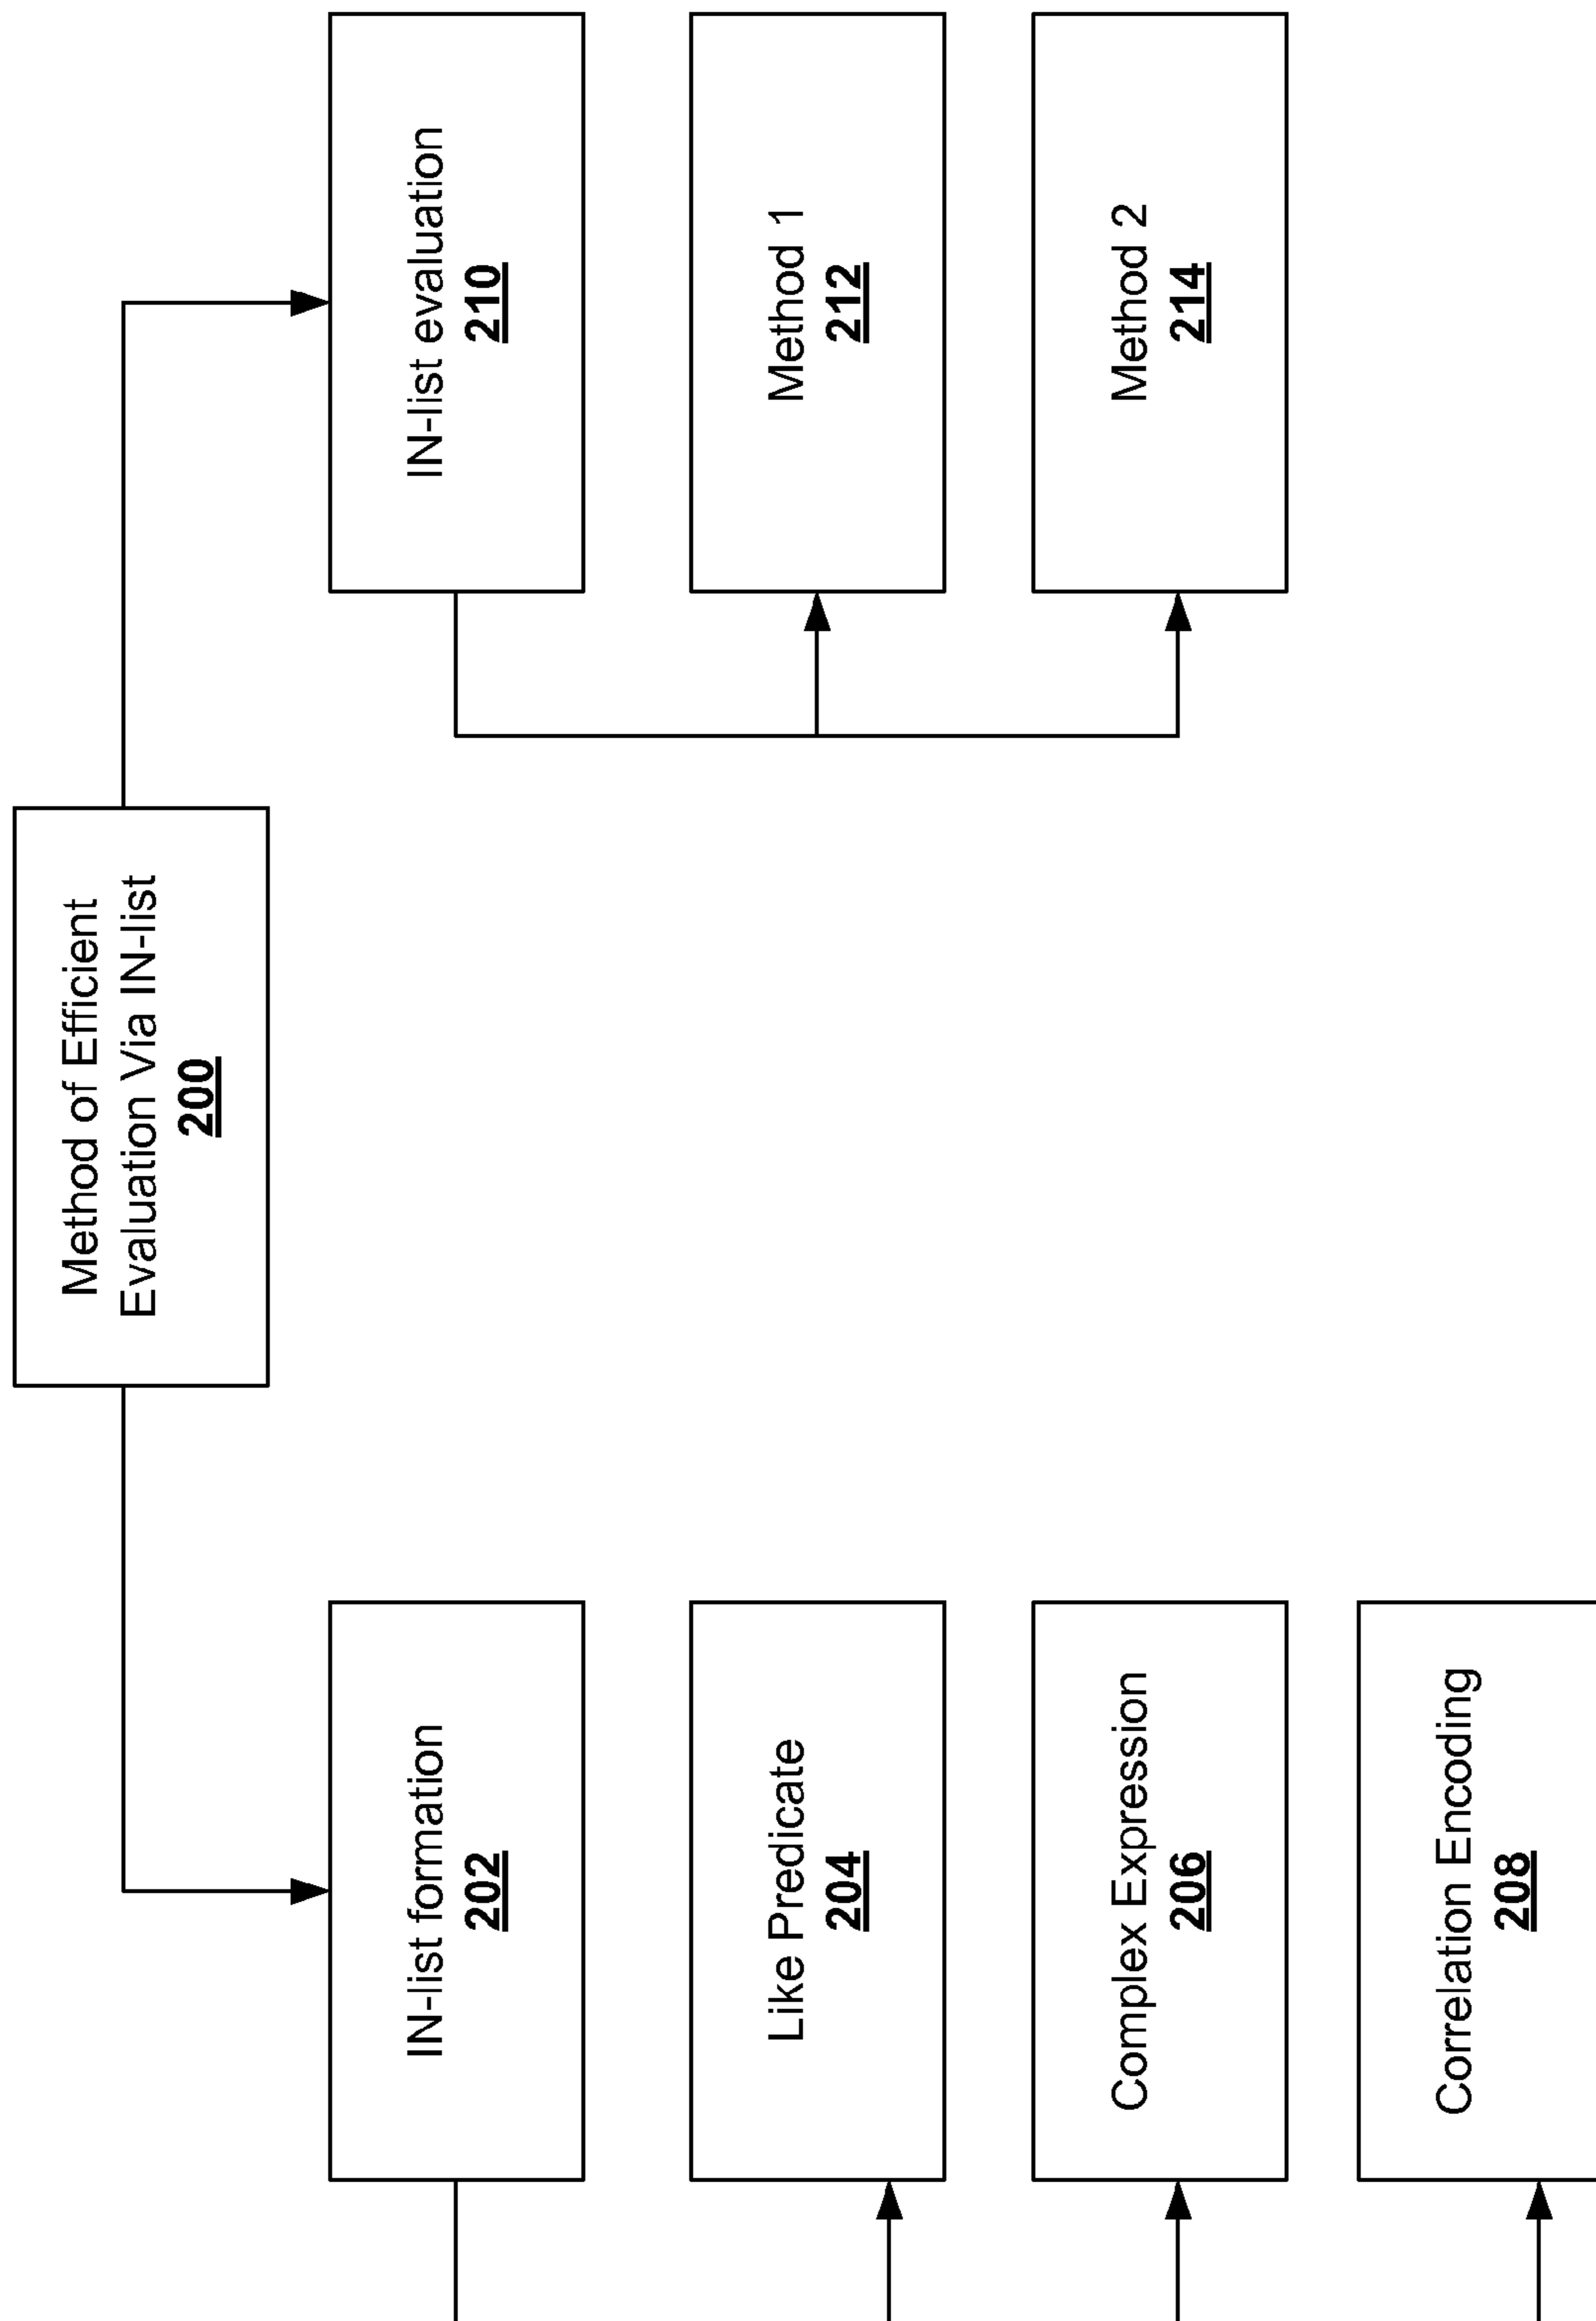 Method of Efficient
Evaluation Via IN-list
200
IN-list formation
202
Like Predicate
204
Complex Expression
206
Correlation Encoding
208
IN-list evaluation
210
Method 1
212
Method 2
214